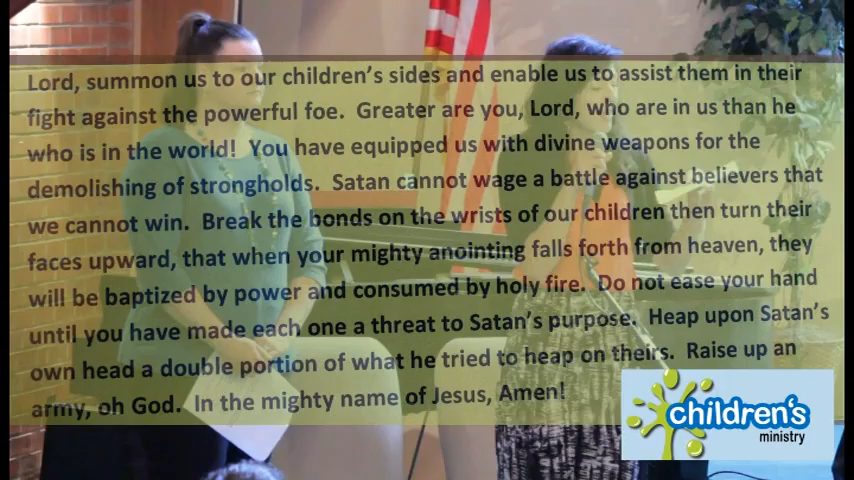 Lord, summon us to our children's sides and enable us to assist them in their
fight against the powerful foe.  Greater are you, Lord, who are in us than he
who is in the world!  You have equipped us with divine weapons for the
demolishing of strongholds.  Satan cannot wage a battle against believers that
we cannot win.  Break the bonds on the wrists of our children then turn their
faces upward, that when your mighty anointing falls forth from heaven, they
will be baptized by power and consumed by holy fire.  Do not ease your hand
until you have made each one a threat to Satan's purpose.  Heap upon Satan's
own head a double portion of what he tried to heap on theirs.  Raise up an
army, oh God.  In the mighty name of Jesus, Amen!
children's
ministry